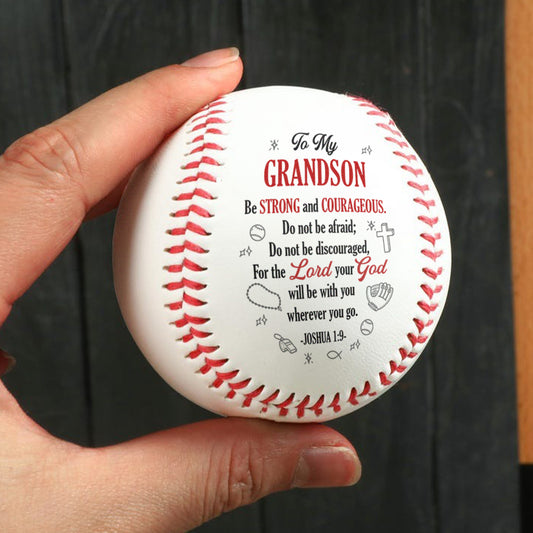 To My
GRANDSON
Be STRONG and COURAGEOUS.
Do not be afraid;
Do not be discouraged,
For the Lord your God
will be with you
wherever you go.
-JOSHUA 1:9-